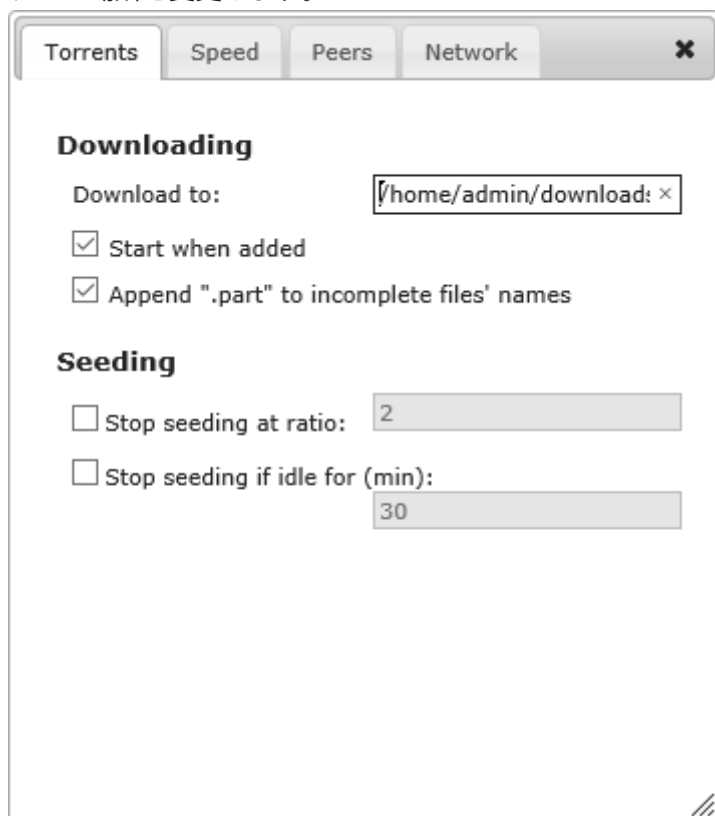 Torrents Speed Peers Network ✖
Downloading
Download to: /home/admin/downloads ×
Start when added
Append ".part" to incomplete files' names
Seeding
Stop seeding at ratio: 2
Stop seeding if idle for (min):
30